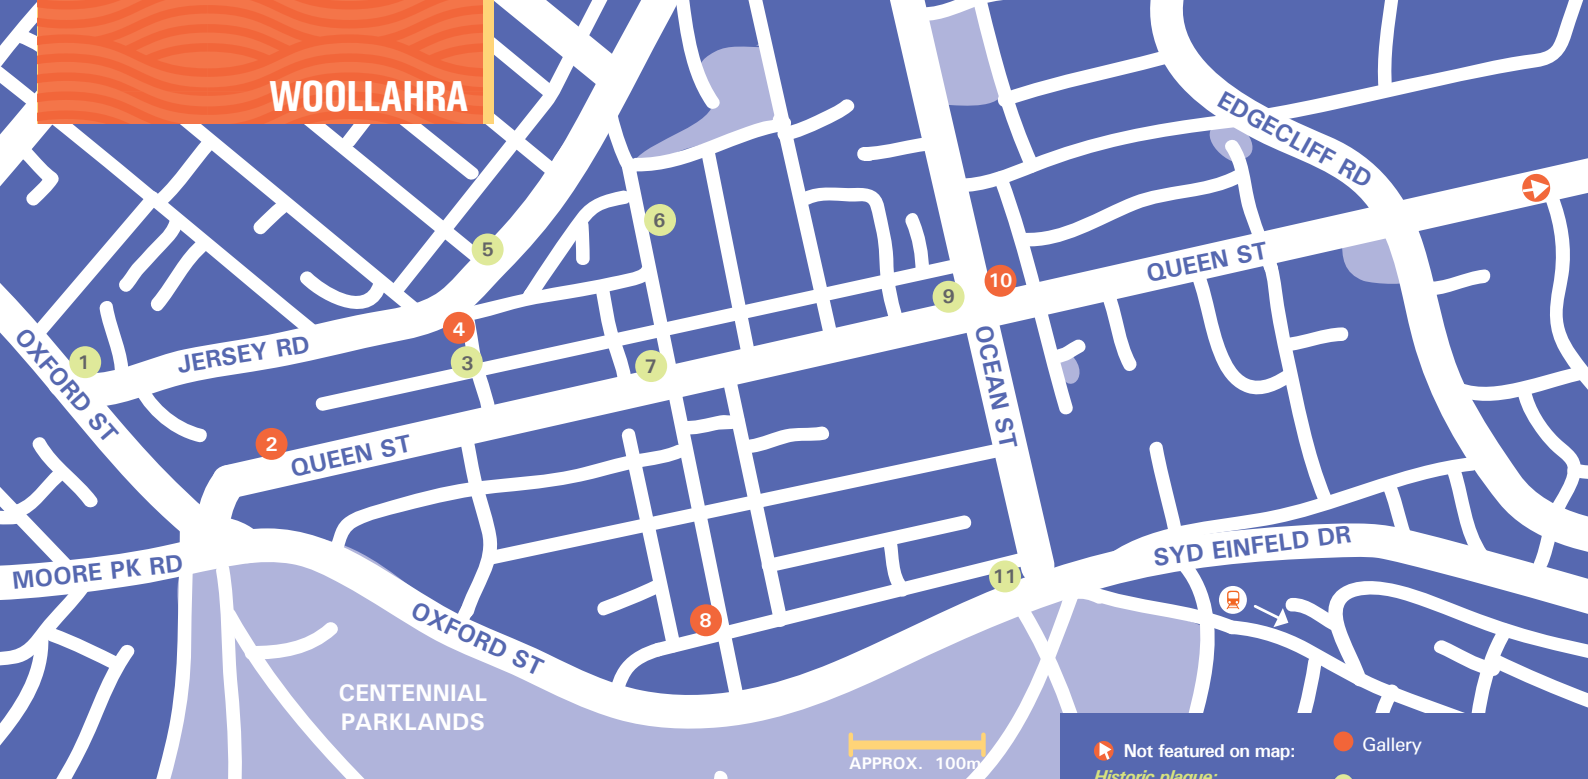 WOOLLAHRA
EDGECLIFF RD
6
5
10
9
QUEEN ST
4
3
7
1
JERSEY RD
OXFORD ST
OCEAN ST
2
QUEEN ST
MOORE PK RD
SYD EINFELD DR
11
8
OXFORD ST
CENTENNIAL
PARKLANDS
APPROX. 100m
Not featured on map:
Gallery
Historic plaque: